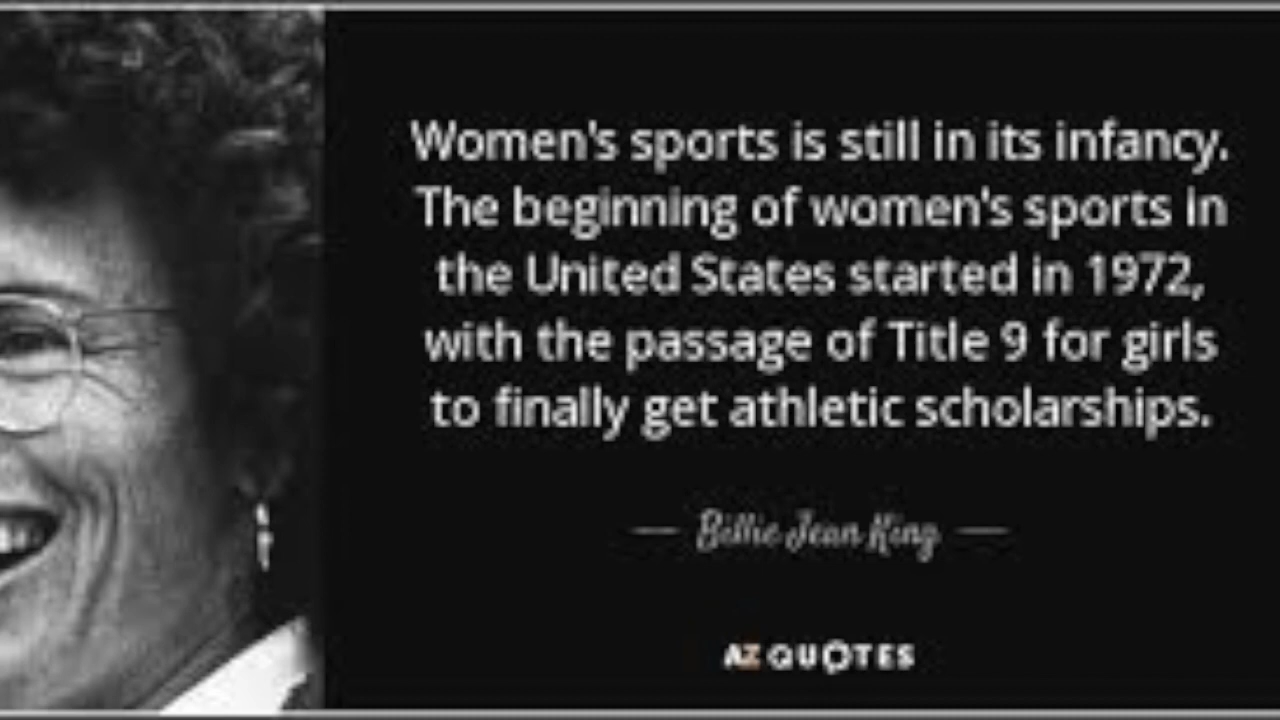 Women's sports is still in its infancy.
The beginning of women's sports in
the United States started in 1972,
with the passage of Title 9 for girls
to finally get athletic scholarships.
— Billie Jean King —
AZ QUOTES